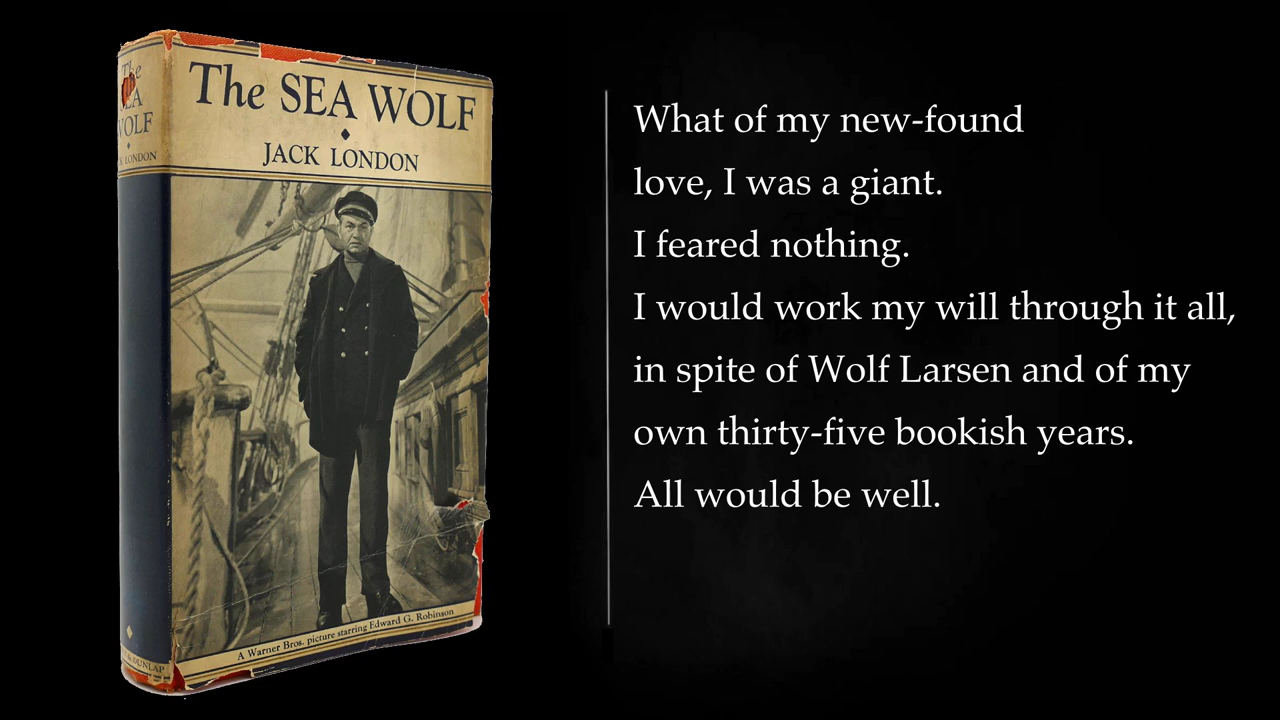 The SEA WOLF
JACK LONDON
A Warner Bros. picture starring Edward G. Robinson
The
SEA
WOLF
LONDON
DUNLAP
What of my new-found
love, I was a giant.
I feared nothing.
I would work my will through it all,
in spite of Wolf Larsen and of my
own thirty-five bookish years.
All would be well.